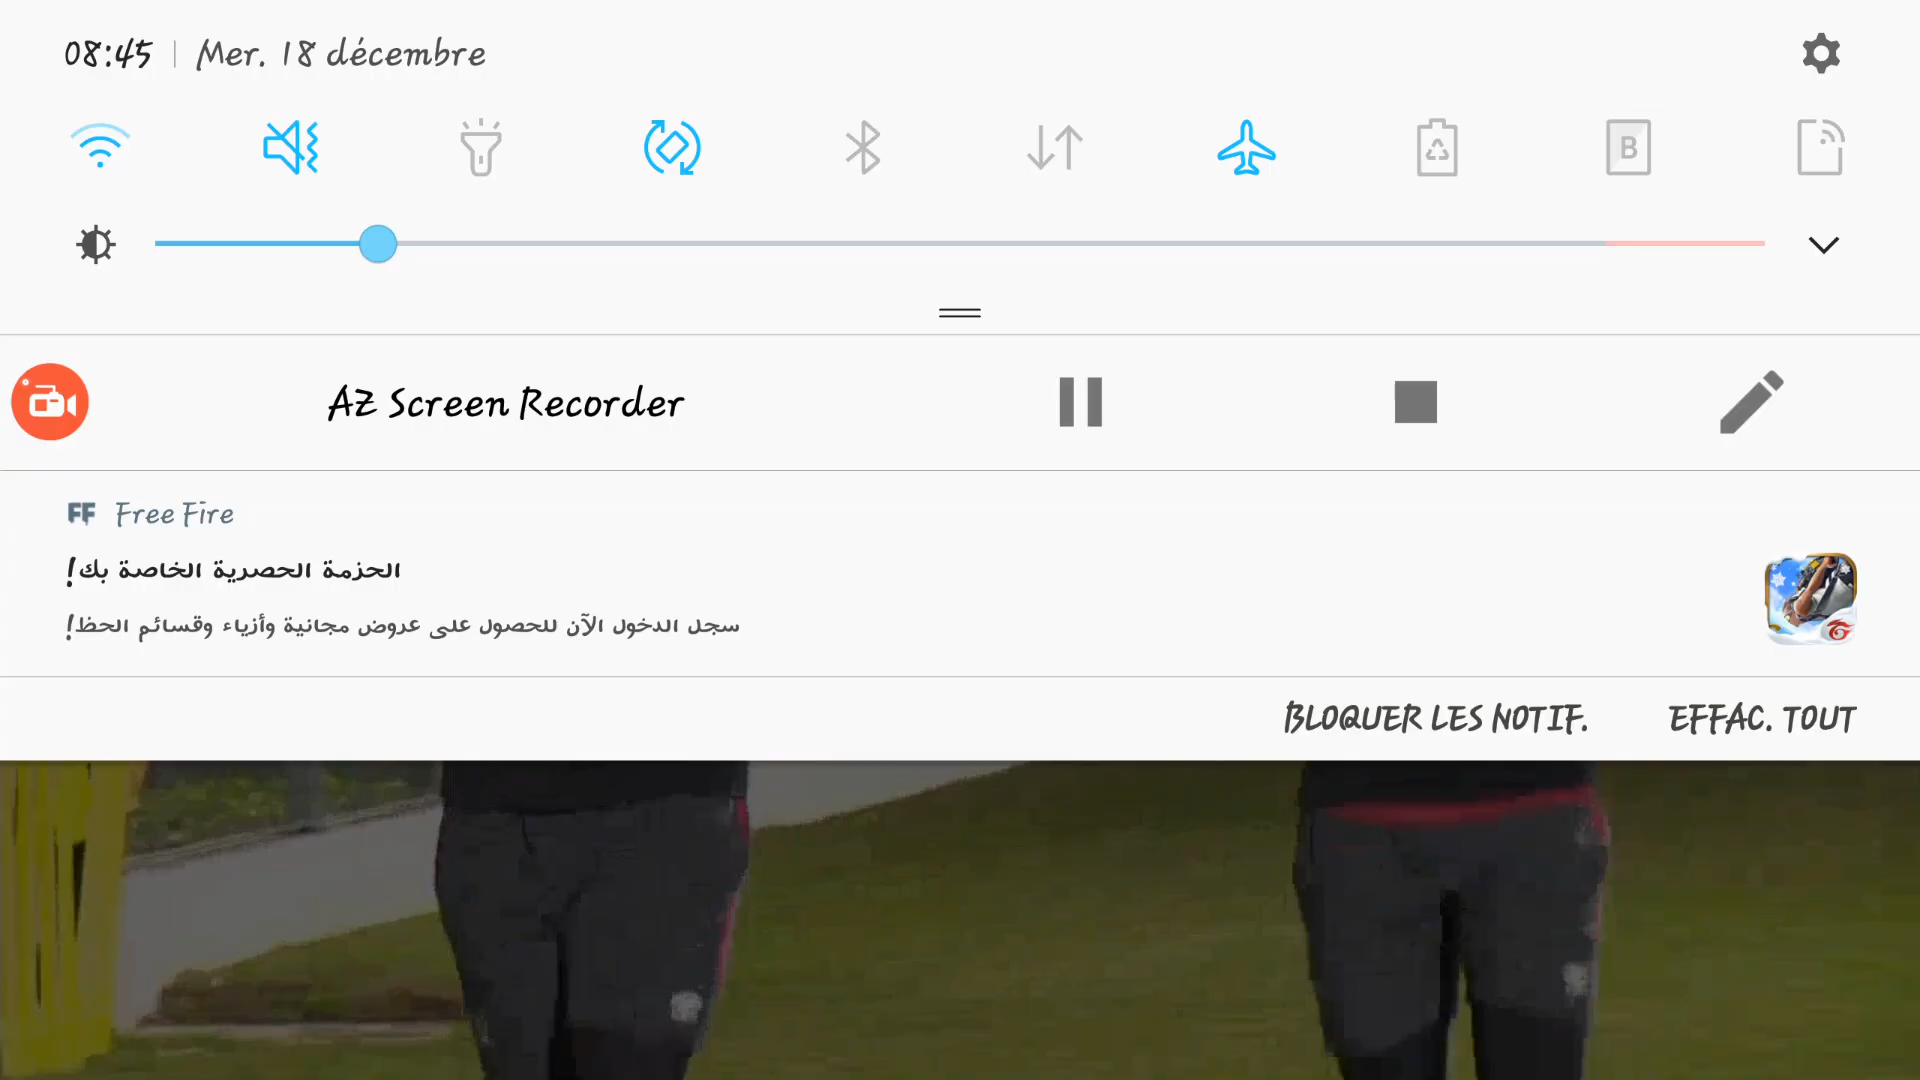 08:45 | Mer. 18 décembre
B
AZ Screen Recorder
FF Free Fire
الحزمة الحصرية الخاصة بك!
سجل الدخول الآن للحصول على عروض مجانية وأزياء وقسائم الحظ!
BLOQUER LES NOTIF. EFFAC. TOUT